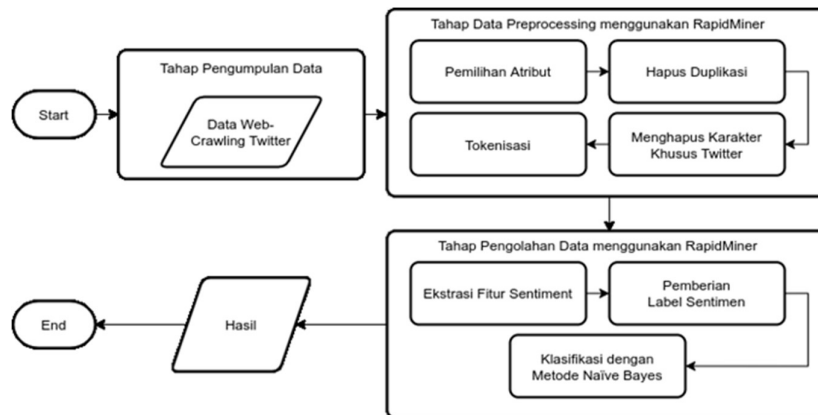 Start
Tahap Pengumpulan Data
Data Web-
Crawling Twitter
Tahap Data Preprocessing menggunakan RapidMiner
Pemilihan Atribut
Hapus Duplikasi
Menghapus Karakter
Khusus Twitter
Tokenisasi
Tahap Pengolahan Data menggunakan RapidMiner
Ekstrasi Fitur Sentiment
Pemberian
Label Sentimen
Klasifikasi dengan
Metode Naïve Bayes
Hasil
End